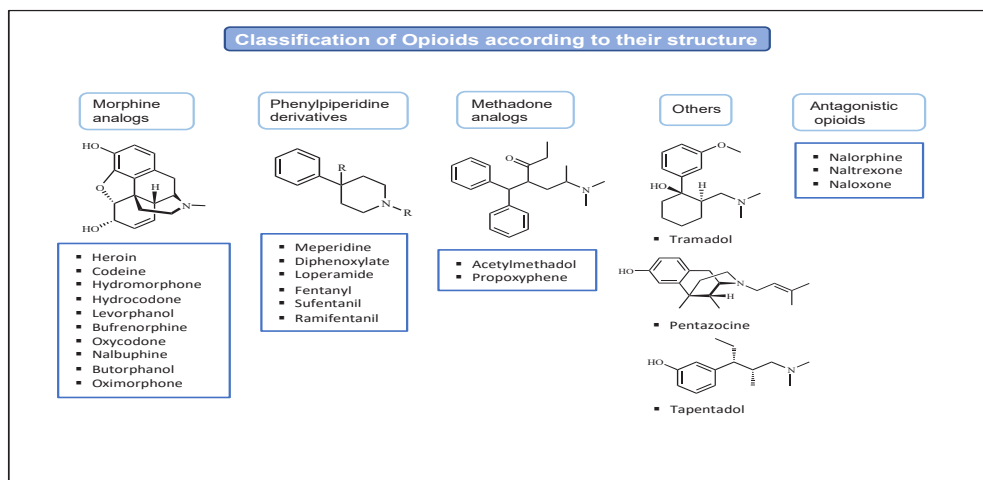 Classification of Opioids according to their structure
Morphine
analogs
HO
O
H
N
HO
▪ Heroin
▪ Codeine
▪ Hydromorphone
▪ Hydrocodone
▪ Levorphanol
▪ Bufrenorphine
▪ Oxycodone
▪ Nalbuphine
▪ Butorphanol
▪ Oximorphone
Phenylpiperidine
derivatives
R
N
R
▪ Meperidine
▪ Diphenoxylate
▪ Loperamide
▪ Fentanyl
▪ Sufentanil
▪ Ramifentanil
Methadone
analogs
O
N
▪ Acetylmethadol
▪ Propoxyphene
Others
O
HO
H
N
▪ Tramadol
HO
N
H
▪ Pentazocine
HO
N
▪ Tapentadol
Antagonistic
opioids
▪ Nalorphine
▪ Naltrexone
▪ Naloxone